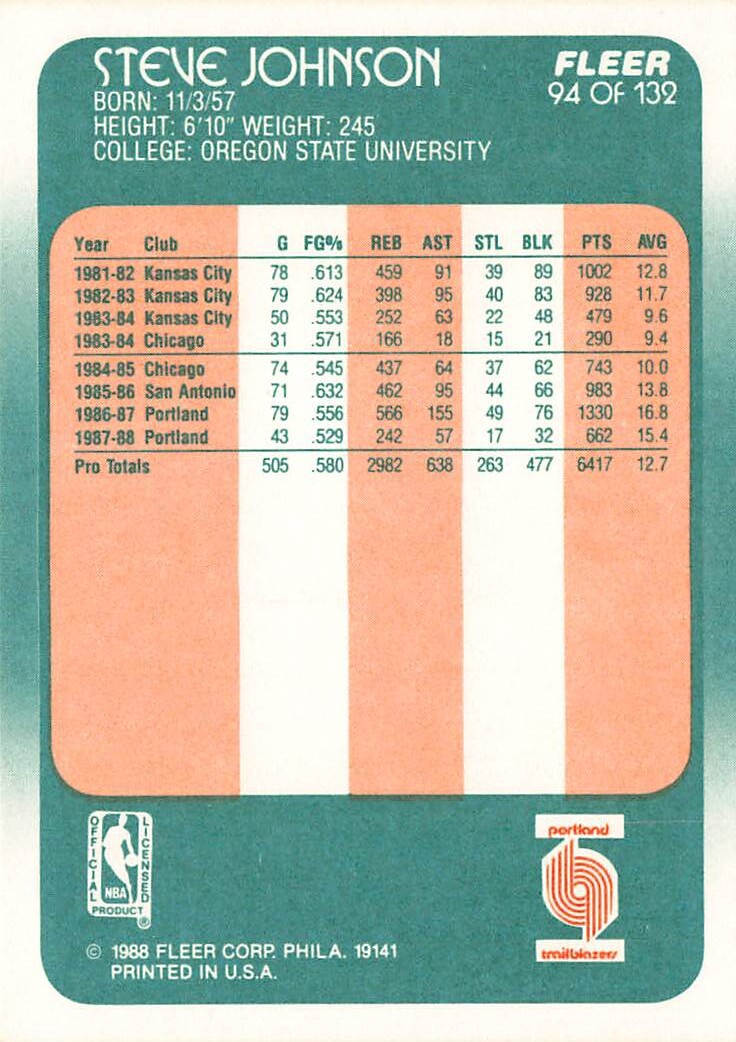 STEVE JOHNSON
FLEER
94 OF 132
BORN: 11/3/57
HEIGHT: 6'10" WEIGHT: 245
COLLEGE: OREGON STATE UNIVERSITY
Year Club G FG% REB AST STL BLK PTS AVG
1981-82 Kansas City 78 .613 459 91 39 89 1002 12.8
1982-83 Kansas City 79 .624 398 95 40 83 928 11.7
1983-84 Kansas City 50 .553 252 63 22 48 479 9.6
1983-84 Chicago 31 .571 166 18 15 21 290 9.4
1984-85 Chicago 74 .545 437 64 37 62 743 10.0
1985-86 San Antonio 71 .632 462 95 44 66 983 13.8
1986-87 Portland 79 .556 566 155 49 76 1330 16.8
1987-88 Portland 43 .529 242 57 17 32 662 15.4
Pro Totals 505 .580 2982 638 263 477 6417 12.7
OFFICIAL LICENSED
NBA
PRODUCT ®
portland
trailblazers
© 1988 FLEER CORP. PHILA. 19141
PRINTED IN U.S.A.